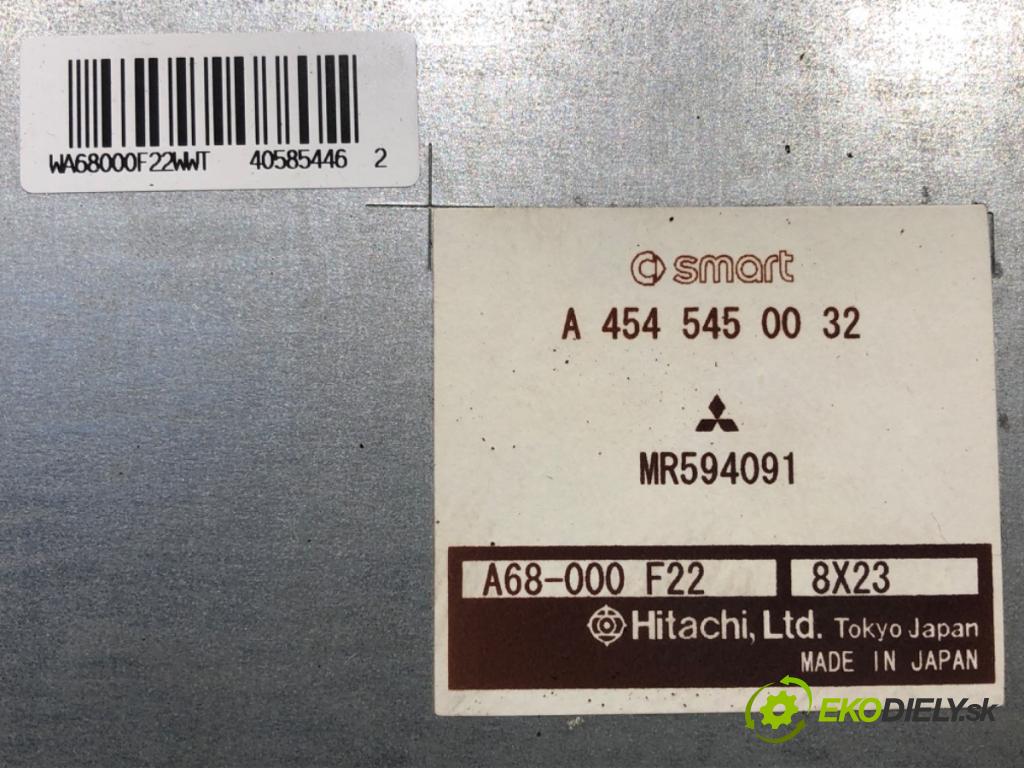 WA68000F22WWT 40585446 2
smart
A 454 545 00 32
MR594091
A68-000 F22 8X23
Hitachi, Ltd. Tokyo Japan
MADE IN JAPAN
EKODIELY.sk